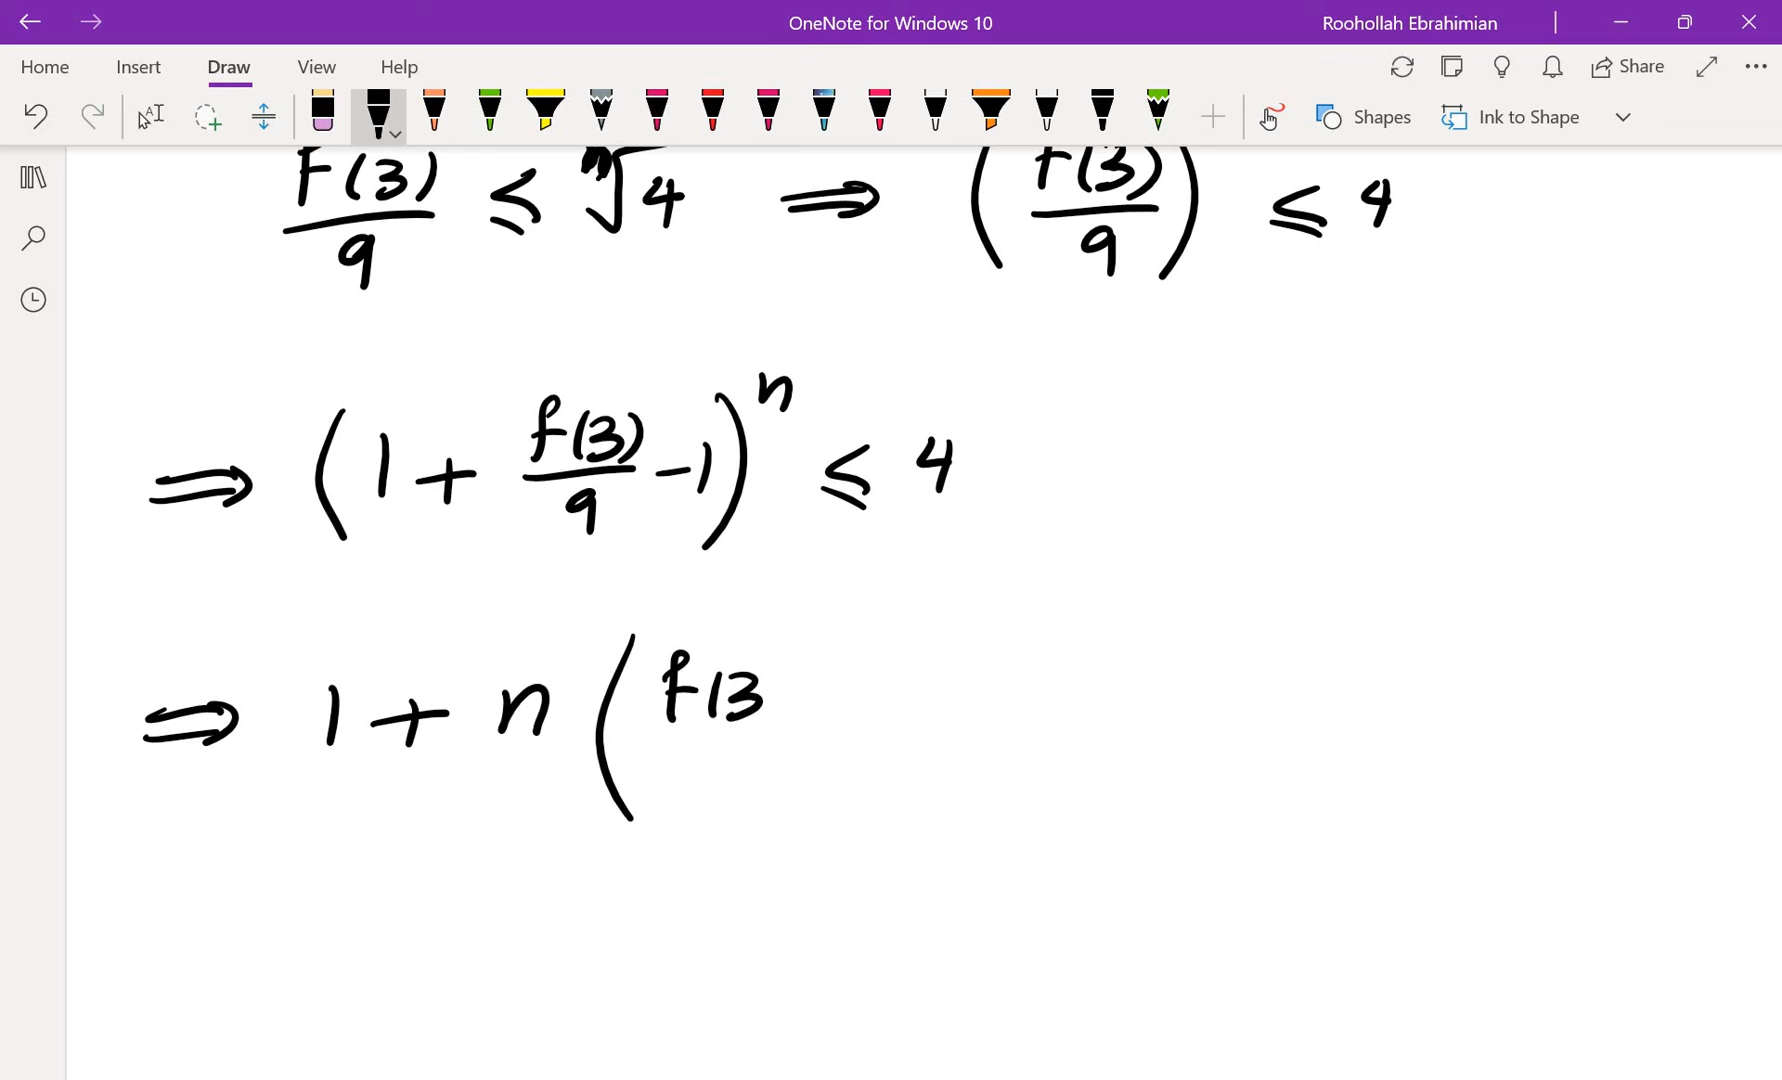 OneNote for Windows 10 Roohollah Ebrahimian
Home Insert Draw View Help Share
Shapes Ink to Shape
f(3)/9 ≤ ⁿ√4 ⟹ (f(3)/9) ≤ 4
⟹ (1 + f(3)/9 - 1)ⁿ ≤ 4
⟹ 1 + n ( f(3